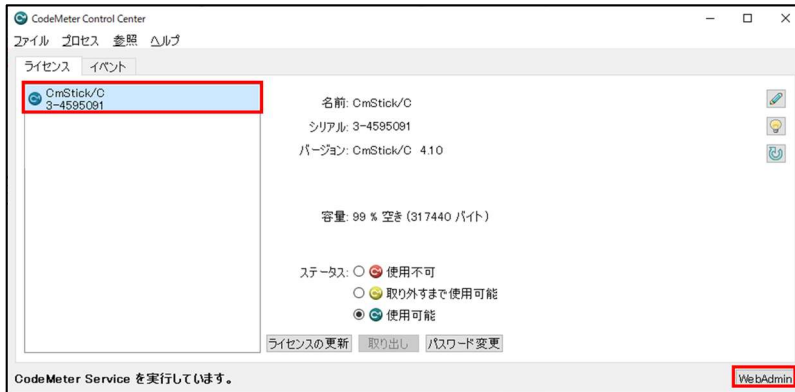 CodeMeter Control Center
ファイル プロセス 参照 ヘルプ
ライセンス イベント
CmStick/C
3-4595091
名前: CmStick/C
シリアル: 3-4595091
バージョン: CmStick/C 4.10
容量: 99 % 空き (317440 バイト)
ステータス: 使用不可
取り外すまで使用可能
使用可能
ライセンスの更新 取り出し パスワード変更
CodeMeter Service を実行しています。 WebAdmin